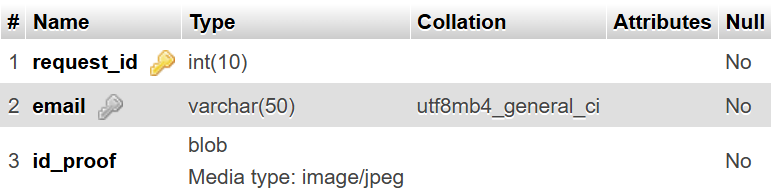 # Name Type Collation Attributes Null
1 request_id int(10) No
2 email varchar(50) utf8mb4_general_ci No
3 id_proof blob No
Media type: image/jpeg